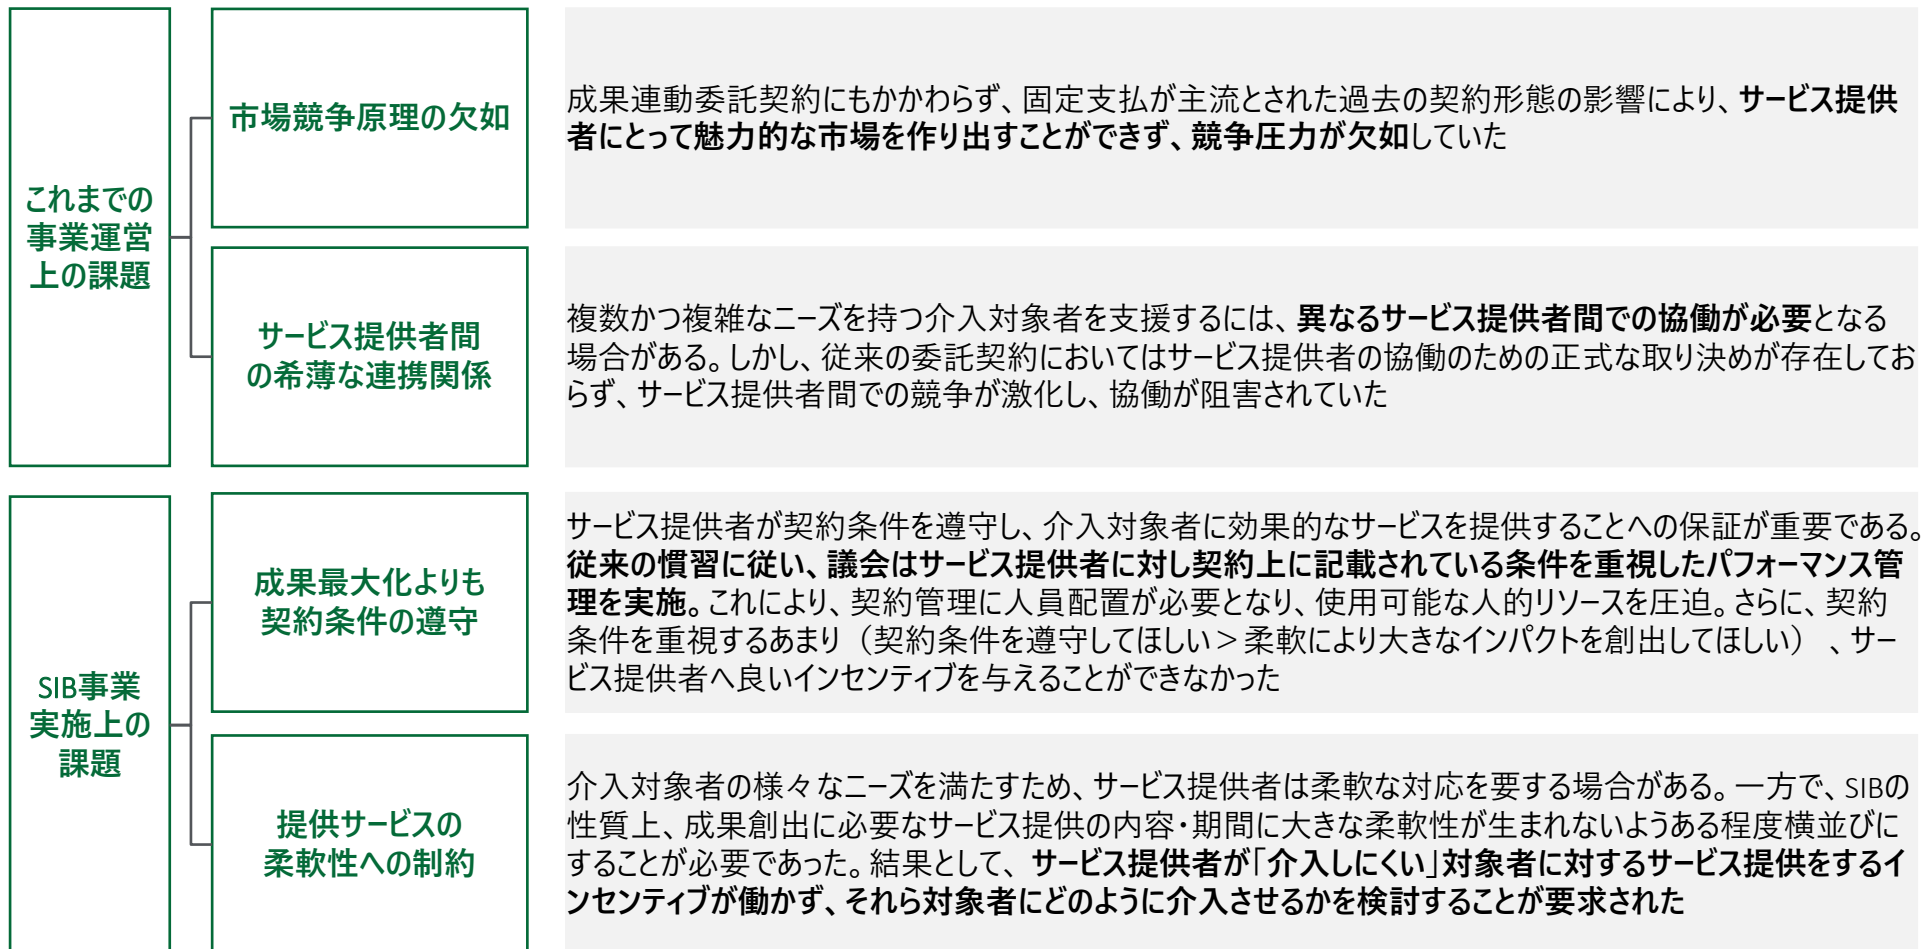 これまでの
事業運営
上の課題
市場競争原理の欠如
成果連動委託契約にもかかわらず、固定支払が主流とされた過去の契約形態の影響により、サービス提供
者にとって魅力的な市場を作り出すことができず、競争圧力が欠如していた
サービス提供者間
の希薄な連携関係
複数かつ複雑なニーズを持つ介入対象者を支援するには、異なるサービス提供者間での協働が必要となる
場合がある。しかし、従来の委託契約においてはサービス提供者の協働のための正式な取り決めが存在してお
らず、サービス提供者間での競争が激化し、協働が阻害されていた
SIB事業
実施上の
課題
成果最大化よりも
契約条件の遵守
サービス提供者が契約条件を遵守し、介入対象者に効果的なサービスを提供することへの保証が重要である。
従来の慣習に従い、議会はサービス提供者に対し契約上に記載されている条件を重視したパフォーマンス管
理を実施。これにより、契約管理に人員配置が必要となり、使用可能な人的リソースを圧迫。さらに、契約
条件を重視するあまり（契約条件を遵守してほしい＞柔軟により大きなインパクトを創出してほしい）、サー
ビス提供者へ良いインセンティブを与えることができなかった
提供サービスの
柔軟性への制約
介入対象者の様々なニーズを満たすため、サービス提供者は柔軟な対応を要する場合がある。一方で、SIBの
性質上、成果創出に必要なサービス提供の内容・期間に大きな柔軟性が生まれないようある程度横並びに
することが必要であった。結果として、サービス提供者が「介入しにくい」対象者に対するサービス提供をするイ
ンセンティブが働かず、それら対象者にどのように介入させるかを検討することが要求された